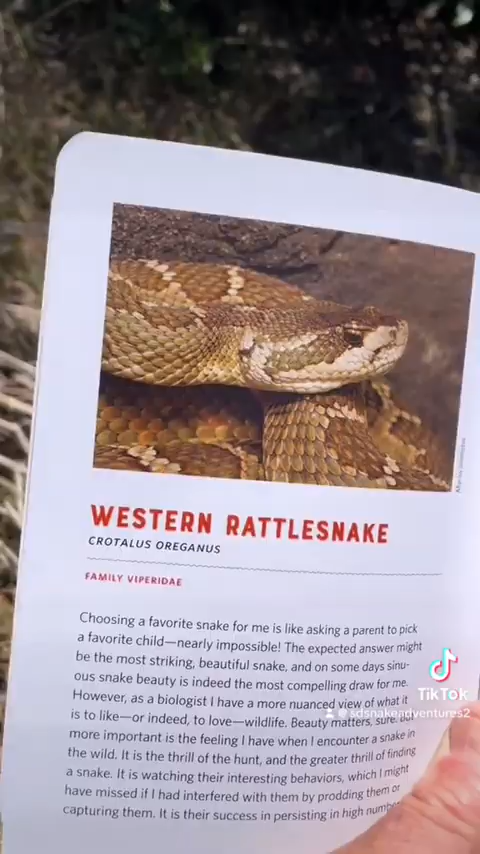 WESTERN RATTLESNAKE
CROTALUS OREGANUS
FAMILY VIPERIDAE
Choosing a favorite snake for me is like asking a parent to pick
a favorite child—nearly impossible! The expected answer might
be the most striking, beautiful snake, and on some days sinu-
ous snake beauty is indeed the most compelling draw for me.
However, as a biologist I have a more nuanced view of what it
is to like—or indeed, to love—wildlife. Beauty matters, sure. but
more important is the feeling I have when I encounter a snake in
the wild. It is the thrill of the hunt, and the greater thrill of finding
a snake. It is watching their interesting behaviors, which I might
have missed if I had interfered with them by prodding them or
capturing them. It is their success in persisting in high
TikTok
@sdsnakeadventures2